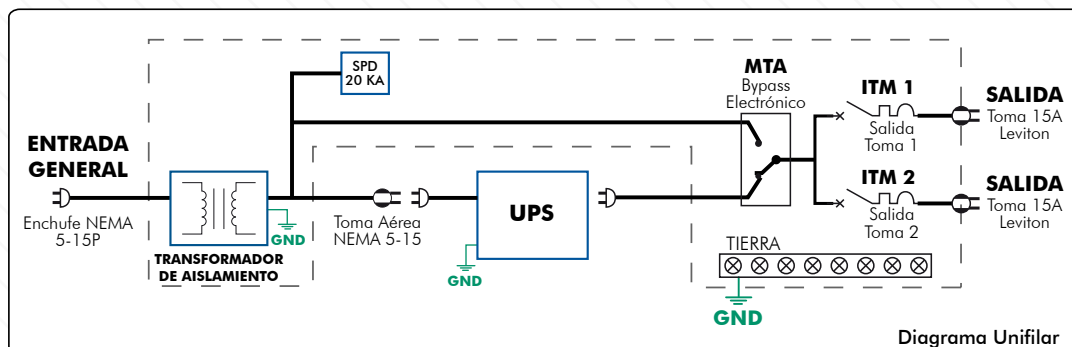 SPD
20 KA
MTA
Bypass
Electrónico
ITM 1
Salida
Toma 1
SALIDA
Toma 15A
Leviton
ENTRADA
GENERAL
Enchufe NEMA
5-15P
GND
TRANSFORMADOR
DE AISLAMIENTO
Toma Aérea
NEMA 5-15
UPS
GND
ITM 2
Salida
Toma 2
SALIDA
Toma 15A
Leviton
TIERRA
GND
Diagrama Unifilar